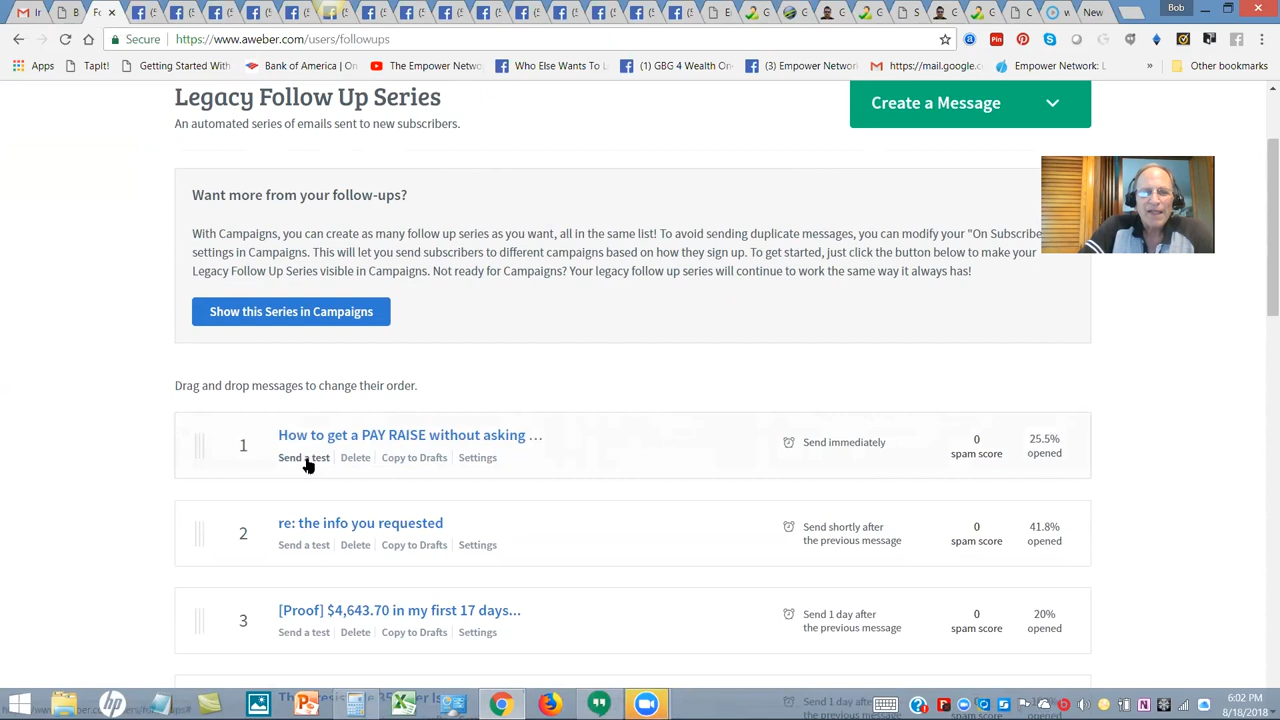 Bob
Secure
https://www.aweber.com/users/followups
Apps
Tapit!
Getting Started With
Bank of America | On
The Empower Netwo
Who Else Wants To L
(1) GBG 4 Wealth On
(3) Empower Network
https://mail.google.c
The Empower Netwo
»
Other bookmarks
Legacy Follow Up Series
Create a Message
An automated series of emails sent to new subscribers.
Want more from your follow-ups?
With Campaigns, you can create as many follow up series as you want, all in the same list! To avoid sending duplicate messages, you can modify your "On Subscribe
settings in Campaigns. This will let you send subscribers to different campaigns based on how they sign up. To get started, just click the button below to make your
Legacy Follow Up Series visible in Campaigns. Not ready for Campaigns? Your legacy follow up series will continue to work the same way it always has!
Show this Series in Campaigns
Drag and drop messages to change their order.
1
How to get a PAY RAISE without asking …
Send a test
Delete
Copy to Drafts
Settings
Send immediately
0
spam score
25.5%
opened
2
re: the info you requested
Send a test
Delete
Copy to Drafts
Settings
Send shortly after
the previous message
0
spam score
41.8%
opened
3
[Proof] $4,643.70 in my first 17 days...
Send a test
Delete
Copy to Drafts
Settings
Send 1 day after
the previous message
0
spam score
20%
opened
Send 1 day after
6:02 PM
8/18/2018